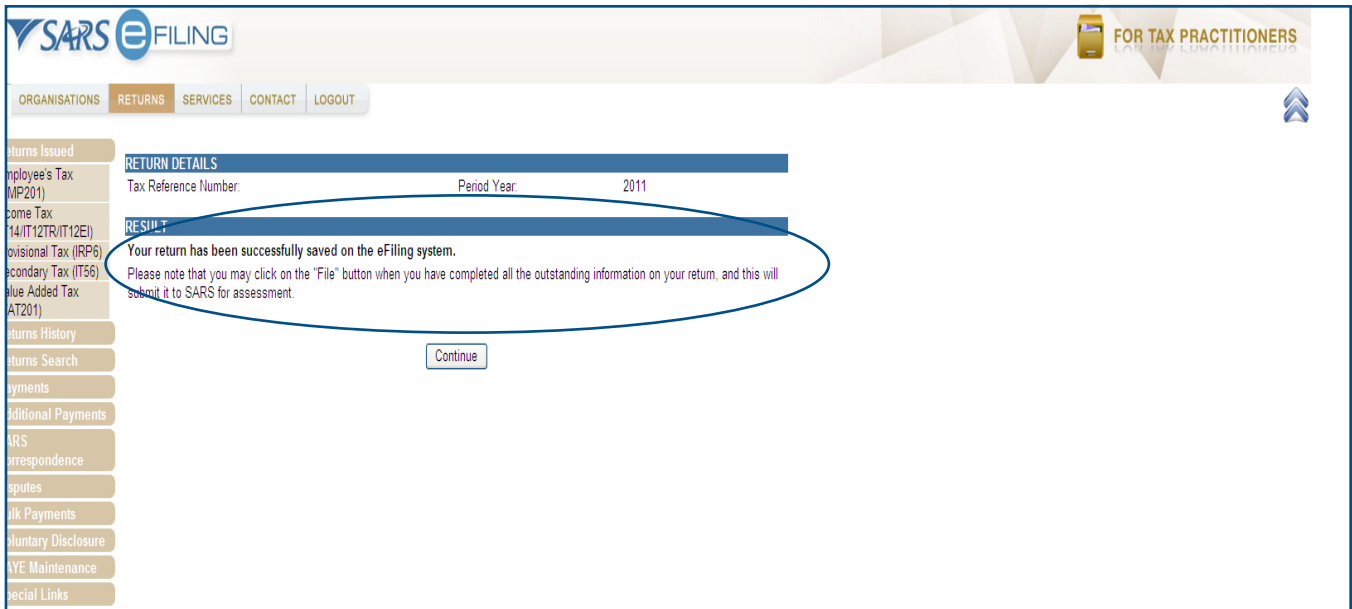 SARS eFILING
FOR TAX PRACTITIONERS
ORGANISATIONS RETURNS SERVICES CONTACT LOGOUT
eturns Issued
mployee's Tax
MP201)
come Tax
T14/IT12TR/IT12EI)
ovisional Tax (IRP6)
econdary Tax (IT56)
alue Added Tax
AT201)
eturns History
eturns Search
ayments
dditional Payments
ARS
orrespondence
sputes
ulk Payments
oluntary Disclosure
AYE Maintenance
pecial Links
RETURN DETAILS
Tax Reference Number: Period Year: 2011
RESULT
Your return has been successfully saved on the eFiling system.
Please note that you may click on the "File" button when you have completed all the outstanding information on your return, and this will
submit it to SARS for assessment.
Continue